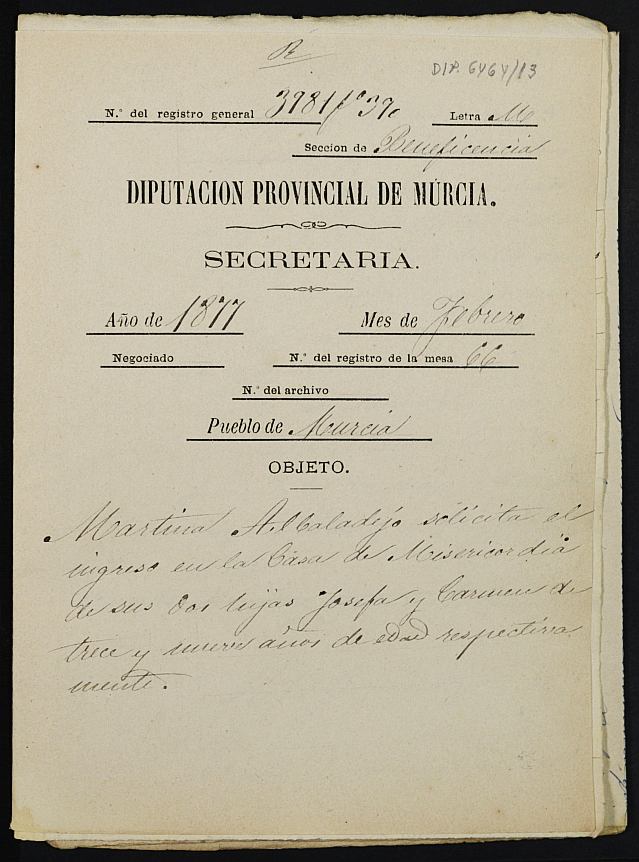 DIP. 6464/13
N.º del registro general 3981 fº 39 Letra M
Seccion de Beneficencia
DIPUTACION PROVINCIAL DE MURCIA.
SECRETARIA.
Año de 1877 Mes de Febrero
Negociado N.º del registro de la mesa 66
N.º del archivo
Pueblo de Murcia
OBJETO.
Martina Albaladejo solicita el
ingreso en la Casa de Misericordia
de sus dos hijas Josefa y Carmen de
trece y nueve años de edad respectiva
mente.